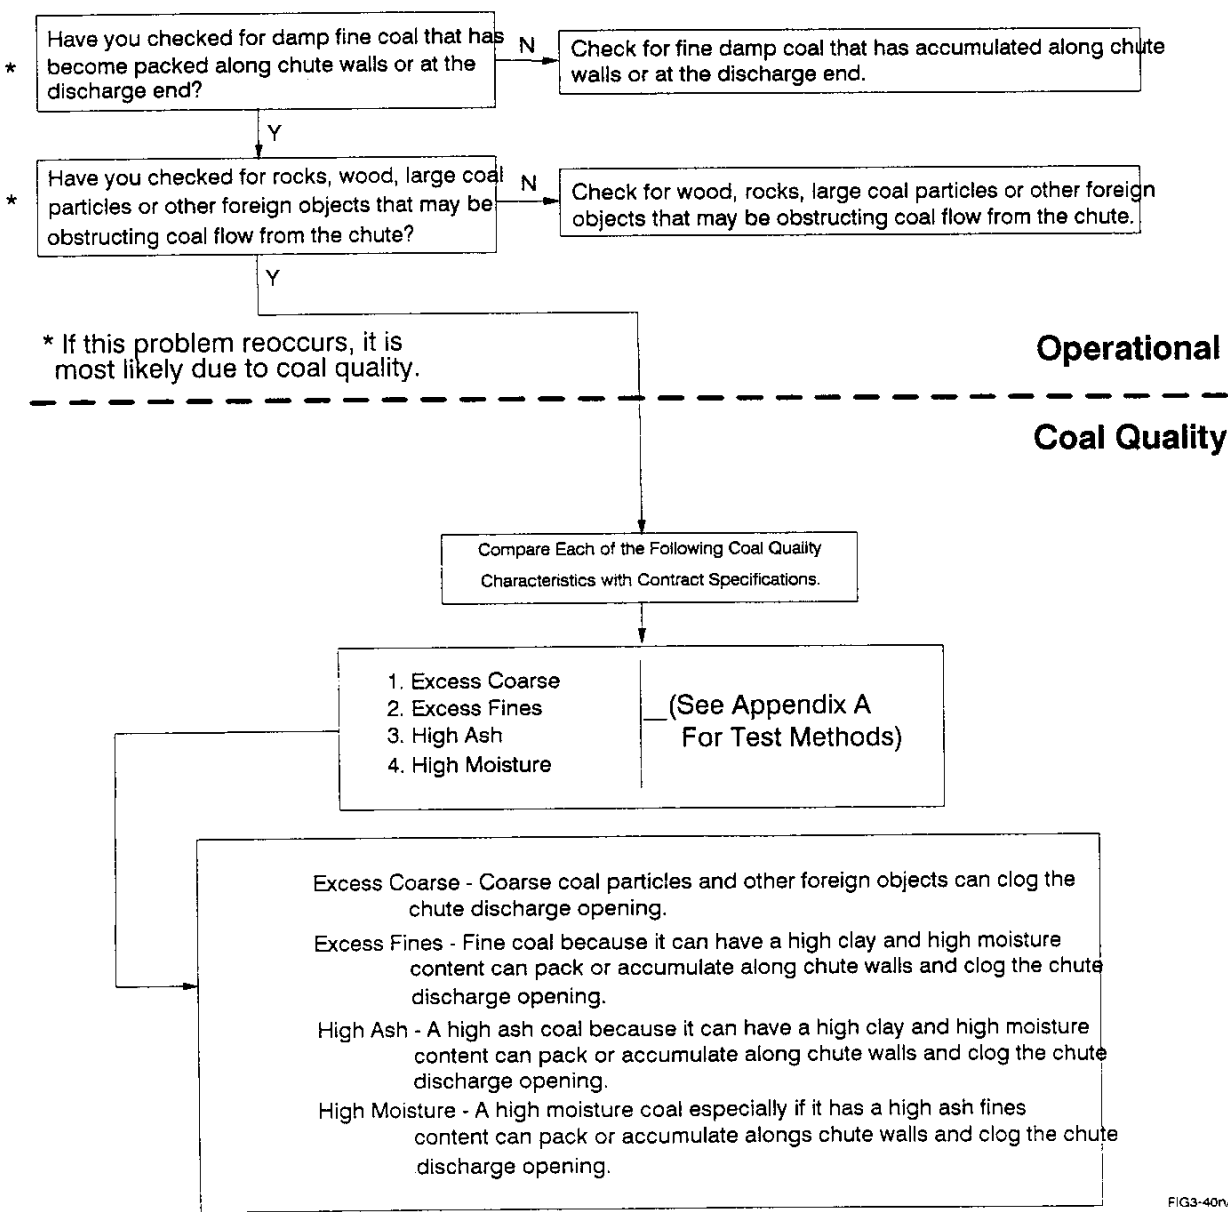 Have you checked for damp fine coal that has
* become packed along chute walls or at the
discharge end?
N
Check for fine damp coal that has accumulated along chute
walls or at the discharge end.
Y
Have you checked for rocks, wood, large coal
* particles or other foreign objects that may be
obstructing coal flow from the chute?
N
Check for wood, rocks, large coal particles or other foreign
objects that may be obstructing coal flow from the chute.
Y
* If this problem reoccurs, it is
most likely due to coal quality.
Operational
Coal Quality
Compare Each of the Following Coal Quality
Characteristics with Contract Specifications.
1. Excess Coarse
2. Excess Fines
3. High Ash
4. High Moisture
(See Appendix A
For Test Methods)
Excess Coarse - Coarse coal particles and other foreign objects can clog the
chute discharge opening.
Excess Fines - Fine coal because it can have a high clay and high moisture
content can pack or accumulate along chute walls and clog the chute
discharge opening.
High Ash - A high ash coal because it can have a high clay and high moisture
content can pack or accumulate along chute walls and clog the chute
discharge opening.
High Moisture - A high moisture coal especially if it has a high ash fines
content can pack or accumulate alongs chute walls and clog the chute
discharge opening.